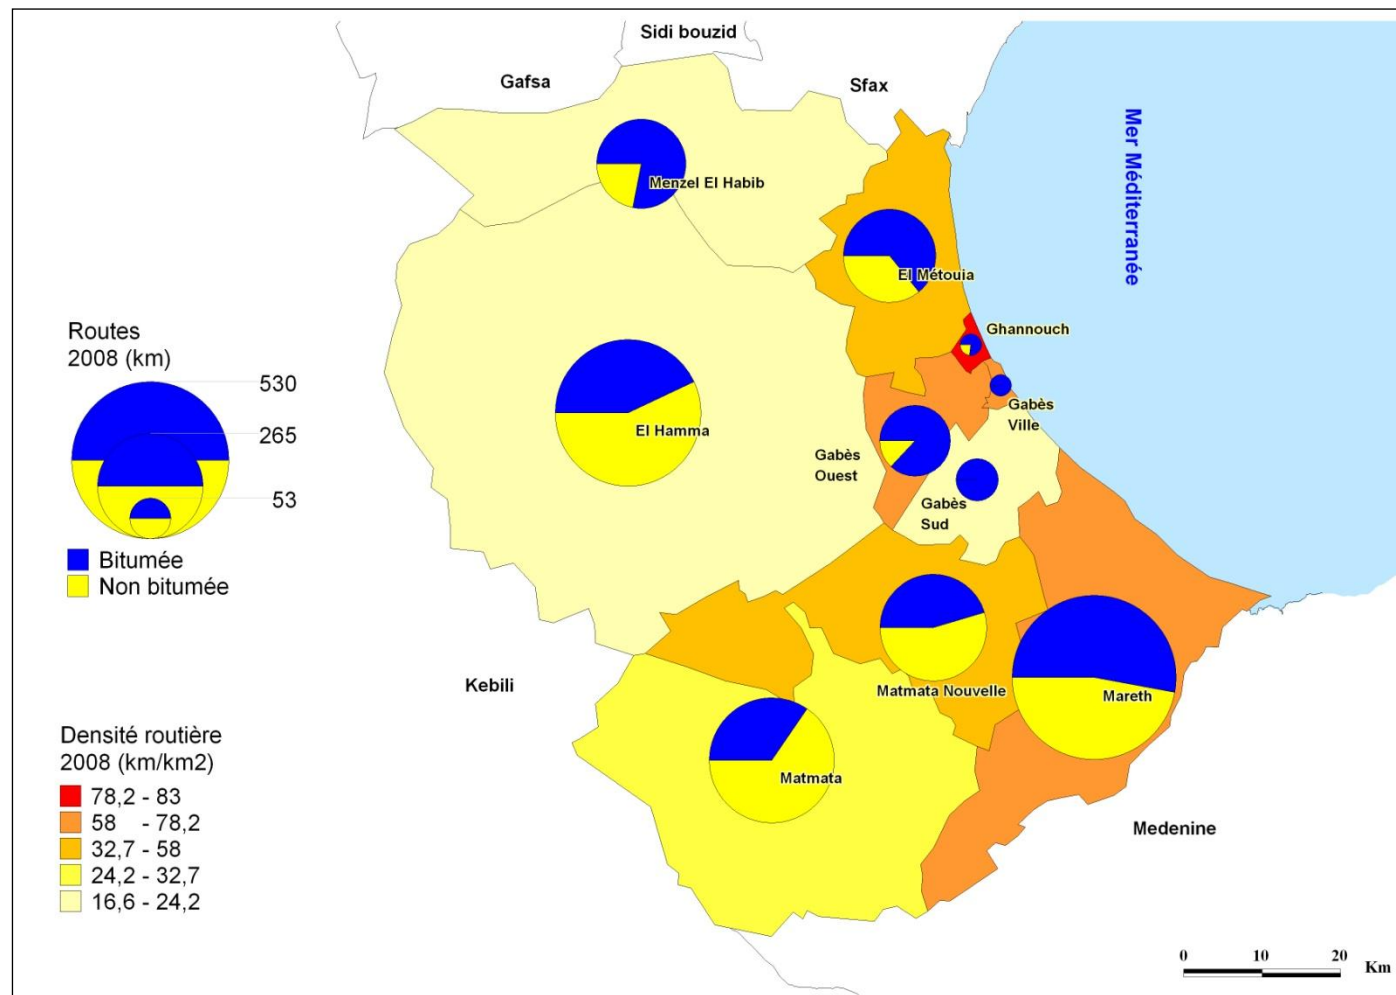 Sidi bouzid
Gafsa
Sfax
Mer Méditerranée
Menzel El Habib
El Métouia
Ghannouch
Routes
2008 (km)
530
265
53
Bitumée
Non bitumée
El Hamma
Gabès
Ville
Gabès
Ouest
Gabès
Sud
Kebili
Matmata Nouvelle
Mareth
Matmata
Medenine
Densité routière
2008 (km/km2)
78,2 - 83
58 - 78,2
32,7 - 58
24,2 - 32,7
16,6 - 24,2
0 10 20 Km